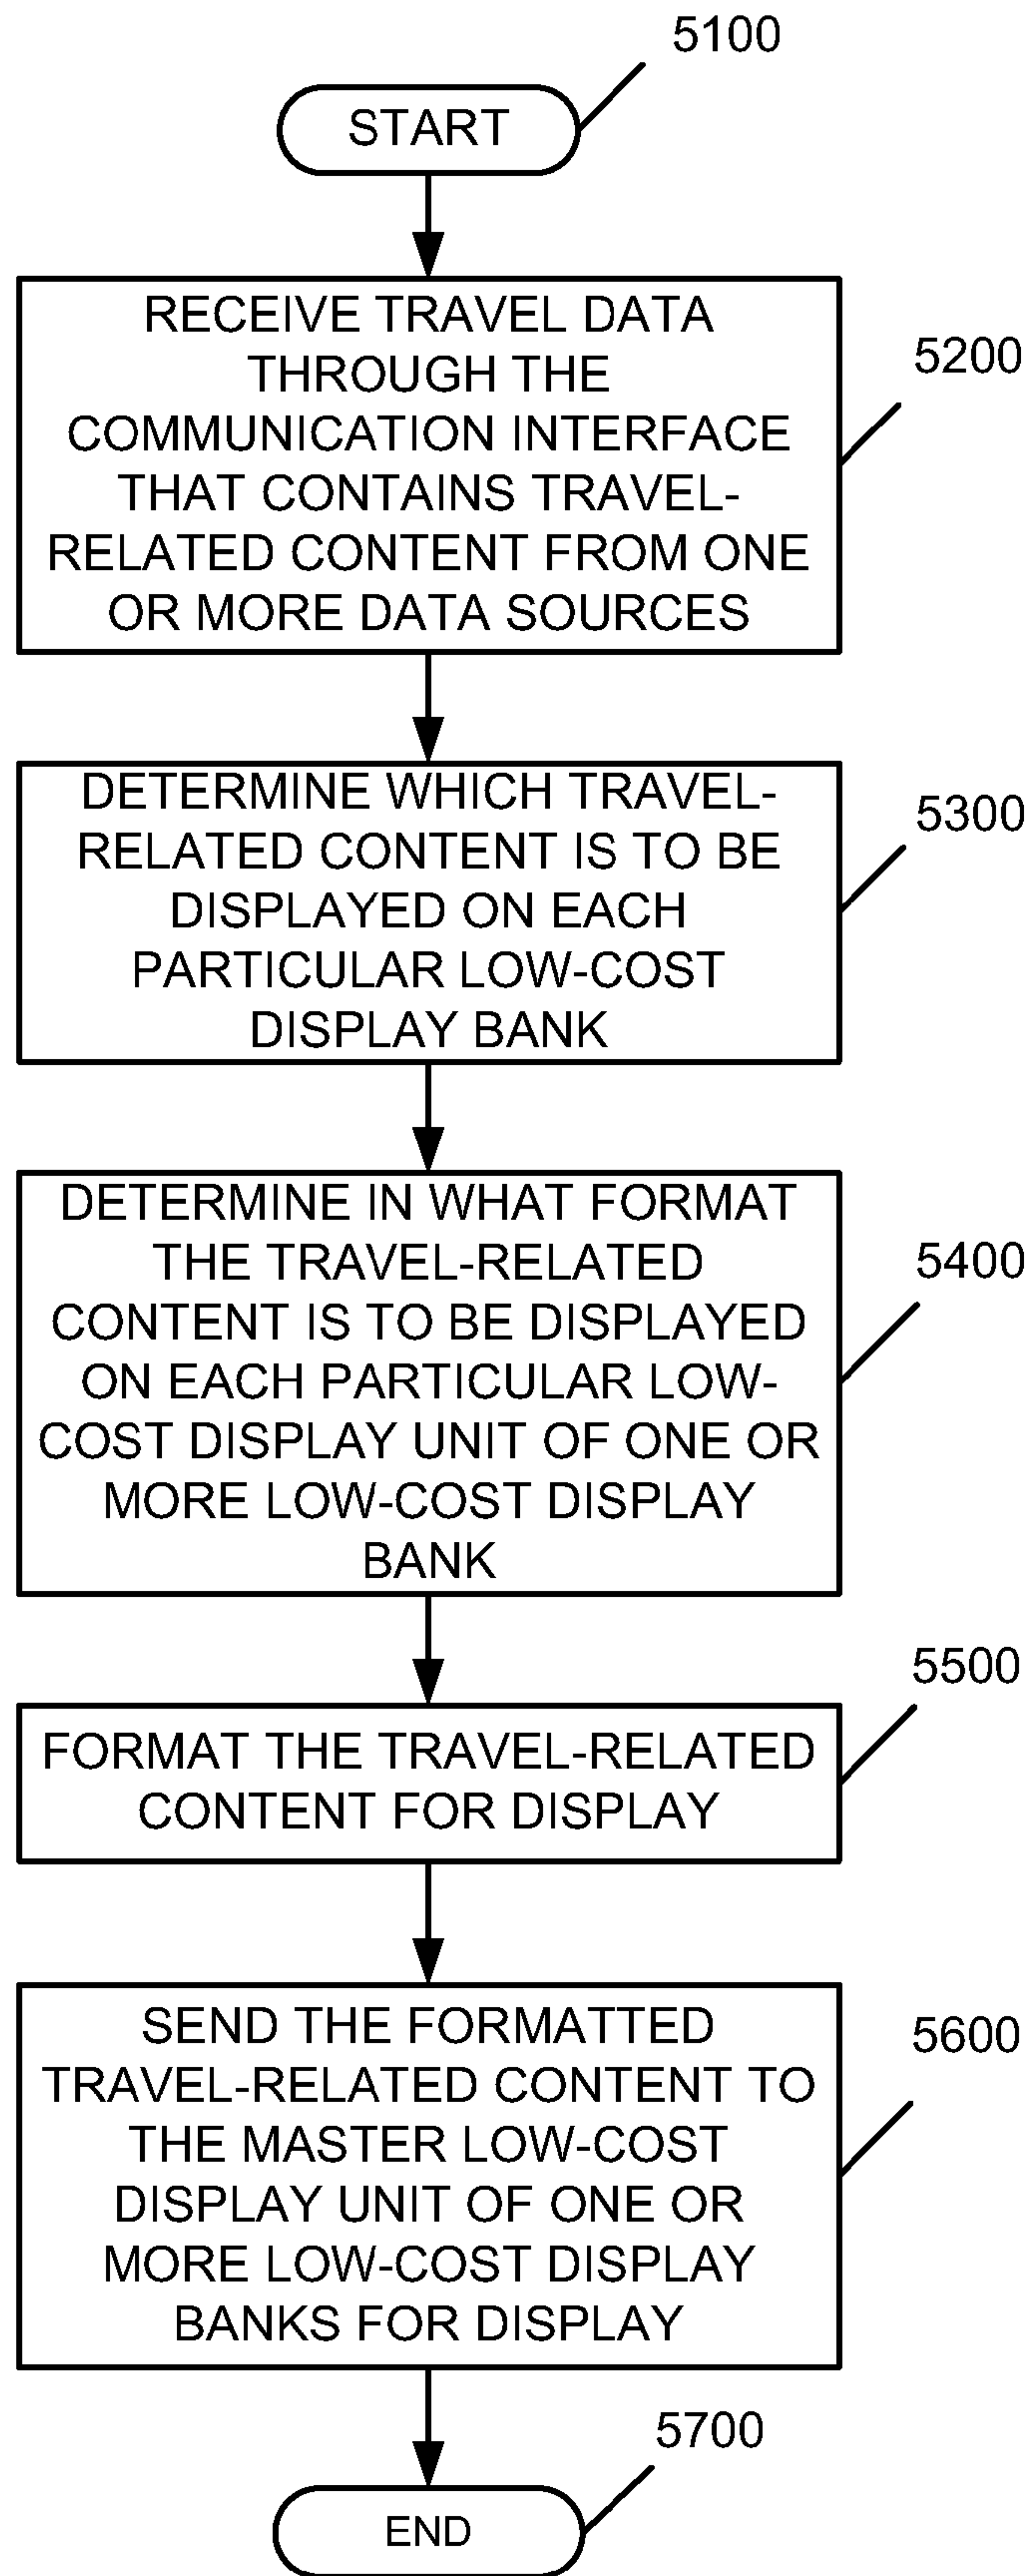 5100
START
RECEIVE TRAVEL DATA
THROUGH THE
COMMUNICATION INTERFACE
THAT CONTAINS TRAVEL-
RELATED CONTENT FROM ONE
OR MORE DATA SOURCES
5200
DETERMINE WHICH TRAVEL-
RELATED CONTENT IS TO BE
DISPLAYED ON EACH
PARTICULAR LOW-COST
DISPLAY BANK
5300
DETERMINE IN WHAT FORMAT
THE TRAVEL-RELATED
CONTENT IS TO BE DISPLAYED
ON EACH PARTICULAR LOW-
COST DISPLAY UNIT OF ONE OR
MORE LOW-COST DISPLAY
BANK
5400
FORMAT THE TRAVEL-RELATED
CONTENT FOR DISPLAY
5500
SEND THE FORMATTED
TRAVEL-RELATED CONTENT TO
THE MASTER LOW-COST
DISPLAY UNIT OF ONE OR
MORE LOW-COST DISPLAY
BANKS FOR DISPLAY
5600
5700
END